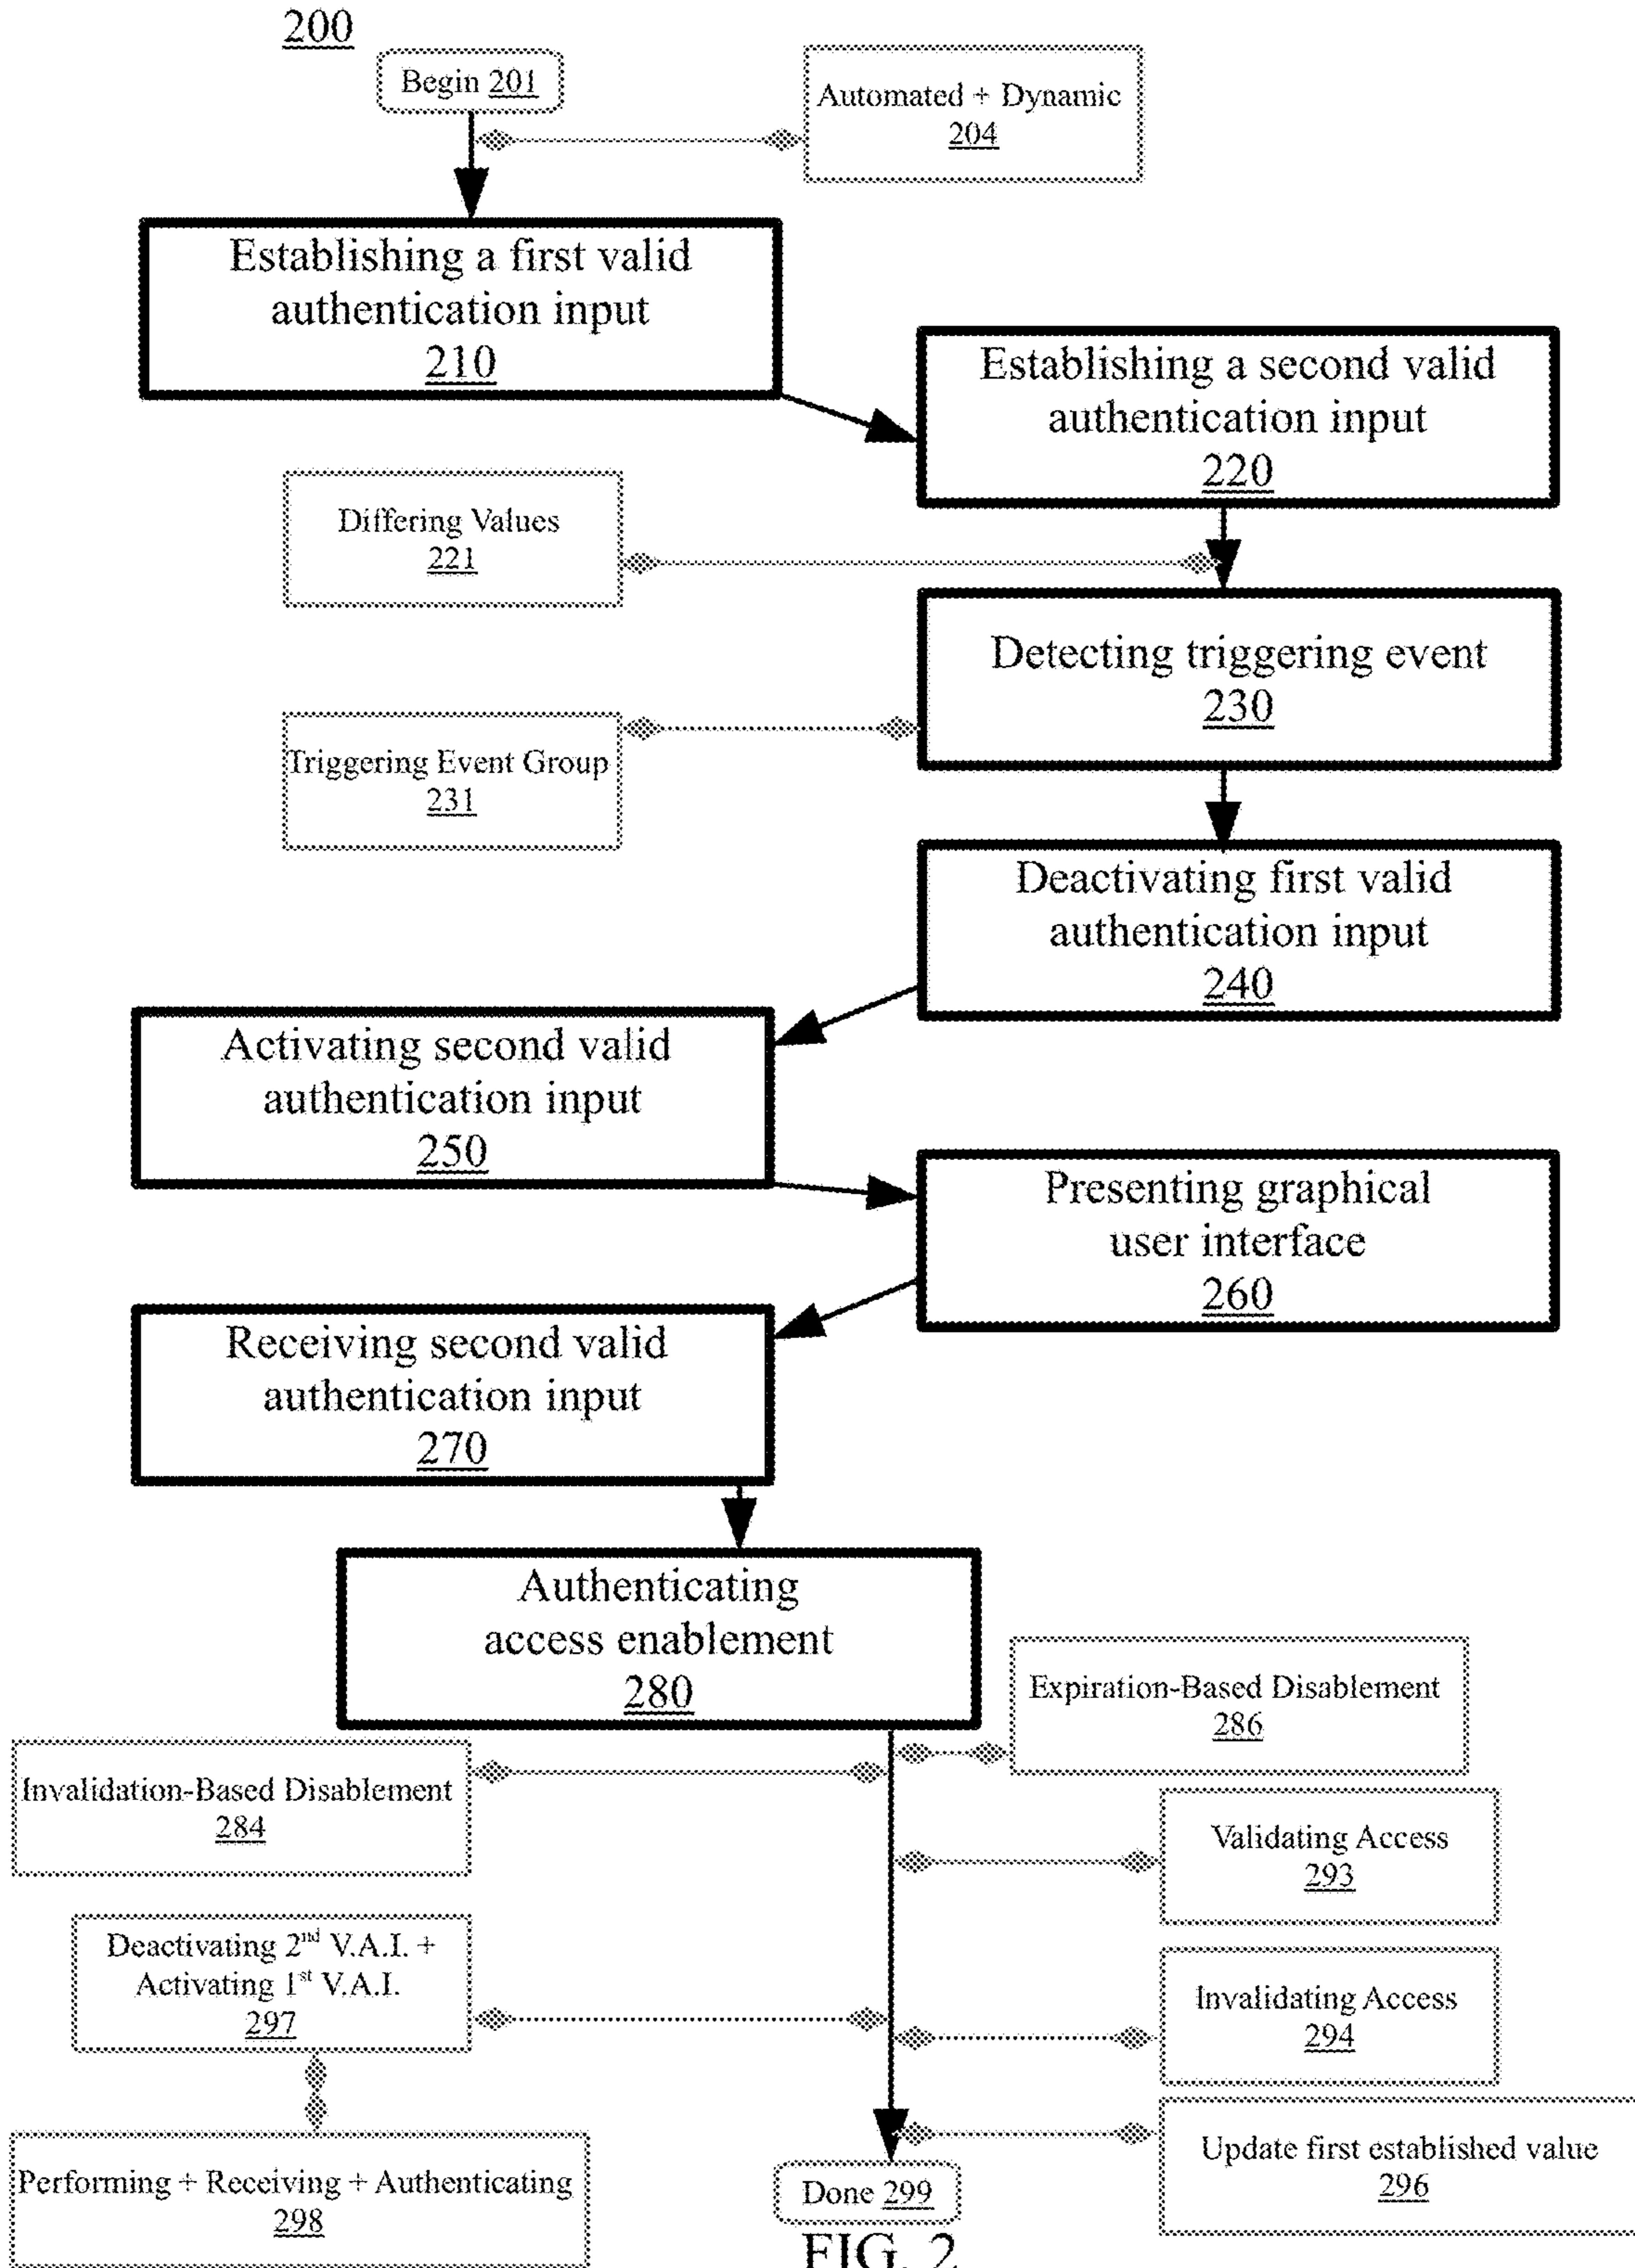 200
Begin 201
Automated + Dynamic
204
Establishing a first valid
authentication input
210
Establishing a second valid
authentication input
220
Differing Values
221
Detecting triggering event
230
Triggering Event Group
231
Deactivating first valid
authentication input
240
Activating second valid
authentication input
250
Presenting graphical
user interface
260
Receiving second valid
authentication input
270
Authenticating
access enablement
280
Expiration-Based Disablement
286
Invalidation-Based Disablement
284
Validating Access
293
Deactivating 2nd V.A.I. +
Activating 1st V.A.I.
297
Invalidating Access
294
Update first established value
296
Performing + Receiving + Authenticating
298
Done 299
FIG. 2